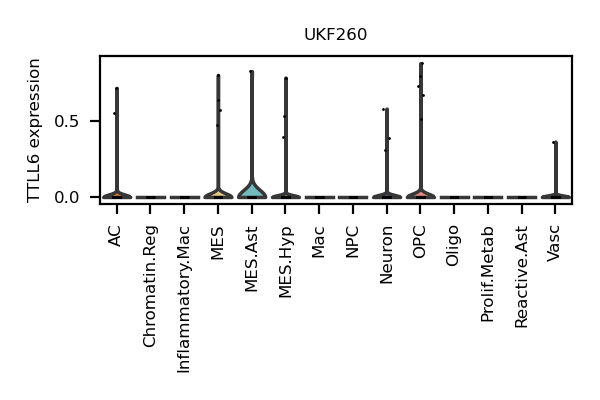 UKF260
TTLL6 expression
0.5
0.0
AC
Chromatin.Reg
Inflammatory.Mac
MES
MES.Ast
MES.Hyp
Mac
NPC
Neuron
OPC
Oligo
Prolif.Metab
Reactive.Ast
Vasc